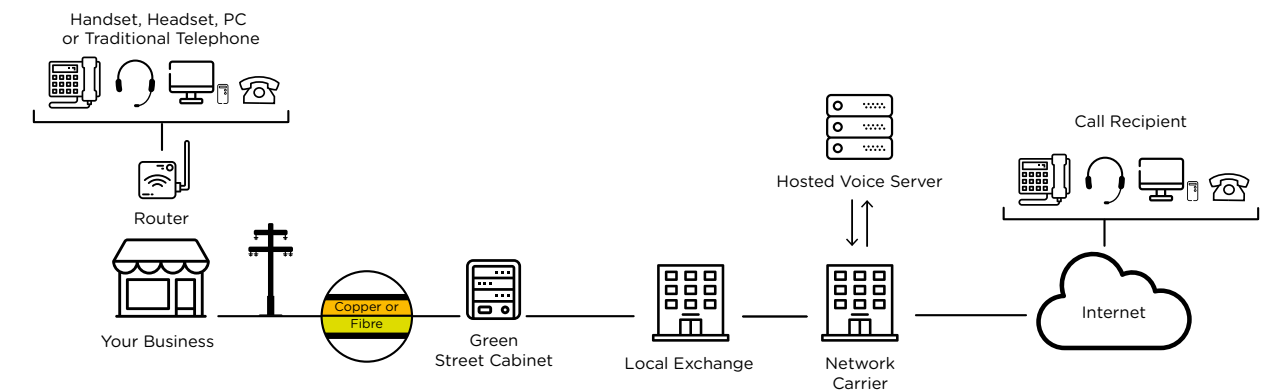 Handset, Headset, PC
or Traditional Telephone
Router
Your Business
Copper or
Fibre
Green
Street Cabinet
Local Exchange
Hosted Voice Server
Network
Carrier
Call Recipient
Internet